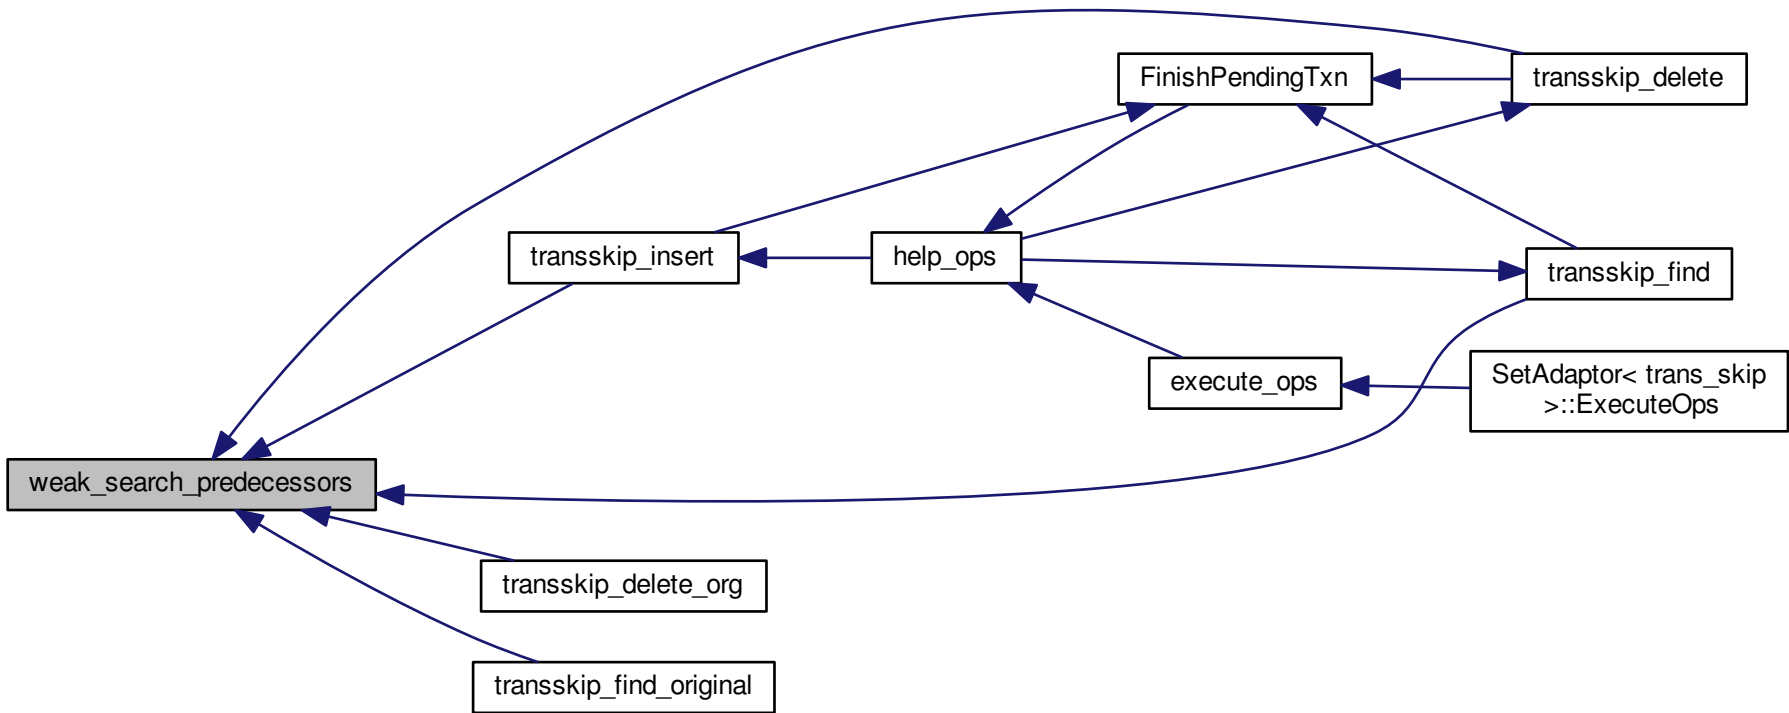 FinishPendingTxn
transskip_delete
transskip_insert
help_ops
transskip_find
execute_ops
SetAdaptor< trans_skip
>::ExecuteOps
weak_search_predecessors
transskip_delete_org
transskip_find_original